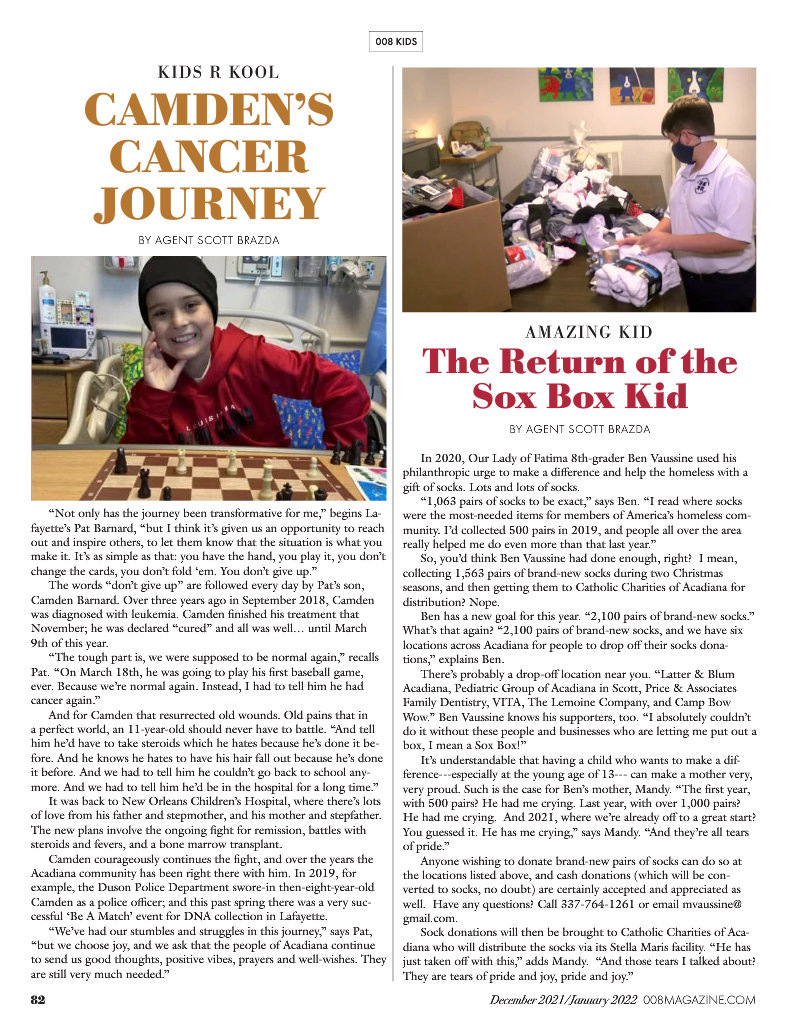 008 KIDS
KIDS R KOOL
CAMDEN'S
CANCER
JOURNEY
BY AGENT SCOTT BRAZDA
LOUISIANA
“Not only has the journey been transformative for me,” begins La-
fayette’s Pat Barnard, “but I think it’s given us an opportunity to reach
out and inspire others, to let them know that the situation is what you
make it. It’s as simple as that: you have the hand, you play it, you don’t
change the cards, you don’t fold ‘em. You don’t give up.”
The words “don’t give up” are followed every day by Pat’s son,
Camden Barnard. Over three years ago in September 2018, Camden
was diagnosed with leukemia. Camden finished his treatment that
November; he was declared “cured” and all was well… until March
9th of this year.
“The tough part is, we were supposed to be normal again,” recalls
Pat. “On March 18th, he was going to play his first baseball game,
ever. Because we’re normal again. Instead, I had to tell him he had
cancer again.”
And for Camden that resurrected old wounds. Old pains that in
a perfect world, an 11-year-old should never have to battle. “And tell
him he’d have to take steroids which he hates because he’s done it be-
fore. And he knows he hates to have his hair fall out because he’s done
it before. And we had to tell him he couldn’t go back to school any-
more. And we had to tell him he’d be in the hospital for a long time.”
It was back to New Orleans Children’s Hospital, where there’s lots
of love from his father and stepmother, and his mother and stepfather.
The new plans involve the ongoing fight for remission, battles with
steroids and fevers, and a bone marrow transplant.
Camden courageously continues the fight, and over the years the
Acadiana community has been right there with him. In 2019, for
example, the Duson Police Department swore-in then-eight-year-old
Camden as a police officer; and this past spring there was a very suc-
cessful ‘Be A Match’ event for DNA collection in Lafayette.
“We’ve had our stumbles and struggles in this journey,” says Pat,
“but we choose joy, and we ask that the people of Acadiana continue
to send us good thoughts, positive vibes, prayers and well-wishes. They
are still very much needed.”
AMAZING KID
The Return of the
Sox Box Kid
BY AGENT SCOTT BRAZDA
In 2020, Our Lady of Fatima 8th-grader Ben Vaussine used his
philanthropic urge to make a difference and help the homeless with a
gift of socks. Lots and lots of socks.
“1,063 pairs of socks to be exact,” says Ben. “I read where socks
were the most-needed items for members of America’s homeless com-
munity. I’d collected 500 pairs in 2019, and people all over the area
really helped me do even more than that last year.”
So, you’d think Ben Vaussine had done enough, right? I mean,
collecting 1,563 pairs of brand-new socks during two Christmas
seasons, and then getting them to Catholic Charities of Acadiana for
distribution? Nope.
Ben has a new goal for this year. “2,100 pairs of brand-new socks.”
What’s that again? “2,100 pairs of brand-new socks, and we have six
locations across Acadiana for people to drop off their socks dona-
tions,” explains Ben.
There’s probably a drop-off location near you. “Latter & Blum
Acadiana, Pediatric Group of Acadiana in Scott, Price & Associates
Family Dentistry, VITA, The Lemoine Company, and Camp Bow
Wow.” Ben Vaussine knows his supporters, too. “I absolutely couldn’t
do it without these people and businesses who are letting me put out a
box, I mean a Sox Box!”
It’s understandable that having a child who wants to make a dif-
ference---especially at the young age of 13--- can make a mother very,
very proud. Such is the case for Ben’s mother, Mandy. “The first year,
with 500 pairs? He had me crying. Last year, with over 1,000 pairs?
He had me crying. And 2021, where we’re already off to a great start?
You guessed it. He has me crying,” says Mandy. “And they’re all tears
of pride.”
Anyone wishing to donate brand-new pairs of socks can do so at
the locations listed above, and cash donations (which will be con-
verted to socks, no doubt) are certainly accepted and appreciated as
well. Have any questions? Call 337-764-1261 or email mvaussine@
gmail.com.
Sock donations will then be brought to Catholic Charities of Aca-
diana who will distribute the socks via its Stella Maris facility. “He has
just taken off with this,” adds Mandy. “And those tears I talked about?
They are tears of pride and joy, pride and joy.”
82
December 2021/January 2022 008MAGAZINE.COM